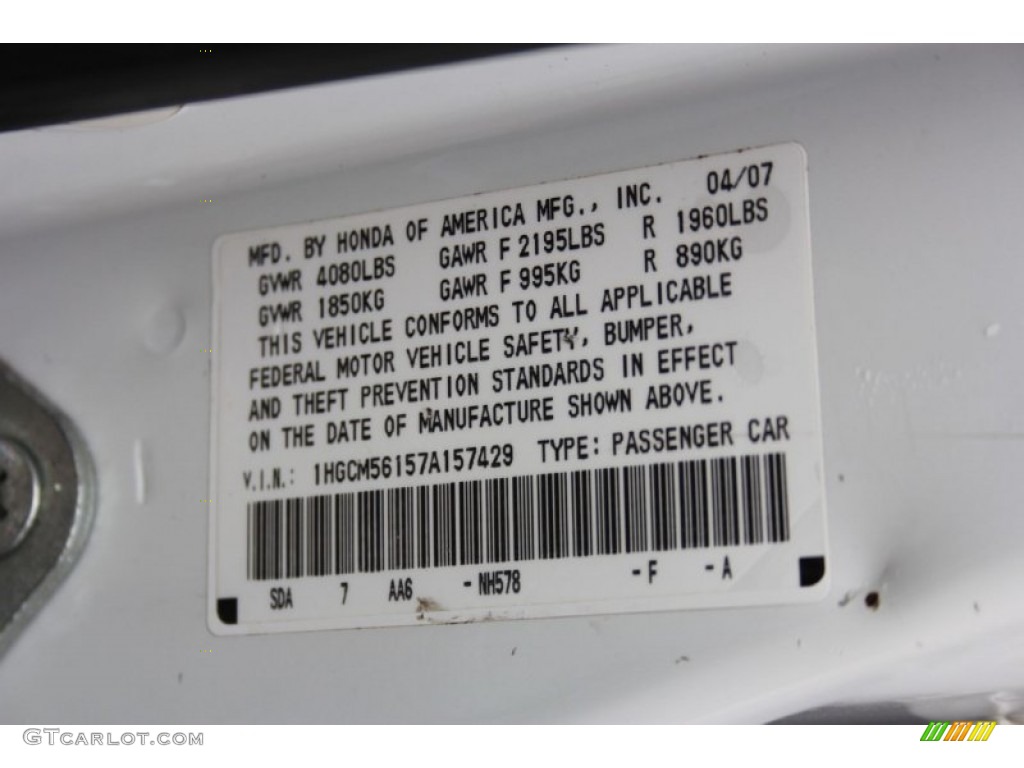 MFD. BY HONDA OF AMERICA MFG., INC. 04/07
GVWR 4080LBS GAWR F 2195LBS R 1960LBS
GVWR 1850KG GAWR F 995KG R 890KG
THIS VEHICLE CONFORMS TO ALL APPLICABLE
FEDERAL MOTOR VEHICLE SAFETY, BUMPER,
AND THEFT PREVENTION STANDARDS IN EFFECT
ON THE DATE OF MANUFACTURE SHOWN ABOVE.
V.I.N.: 1HGCM56157A157429 TYPE: PASSENGER CAR
SDA 7 AA6 -NH578 -F -A
GTCARLOT.COM